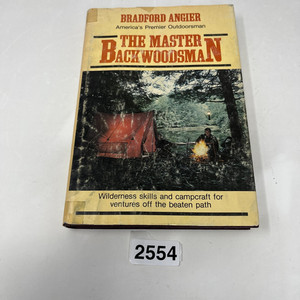 BRADFORD ANGIER
America's Premier Outdoorsman
THE MASTER
BACKWOODSMAN
Wilderness skills and campcraft for
ventures off the beaten path
2554